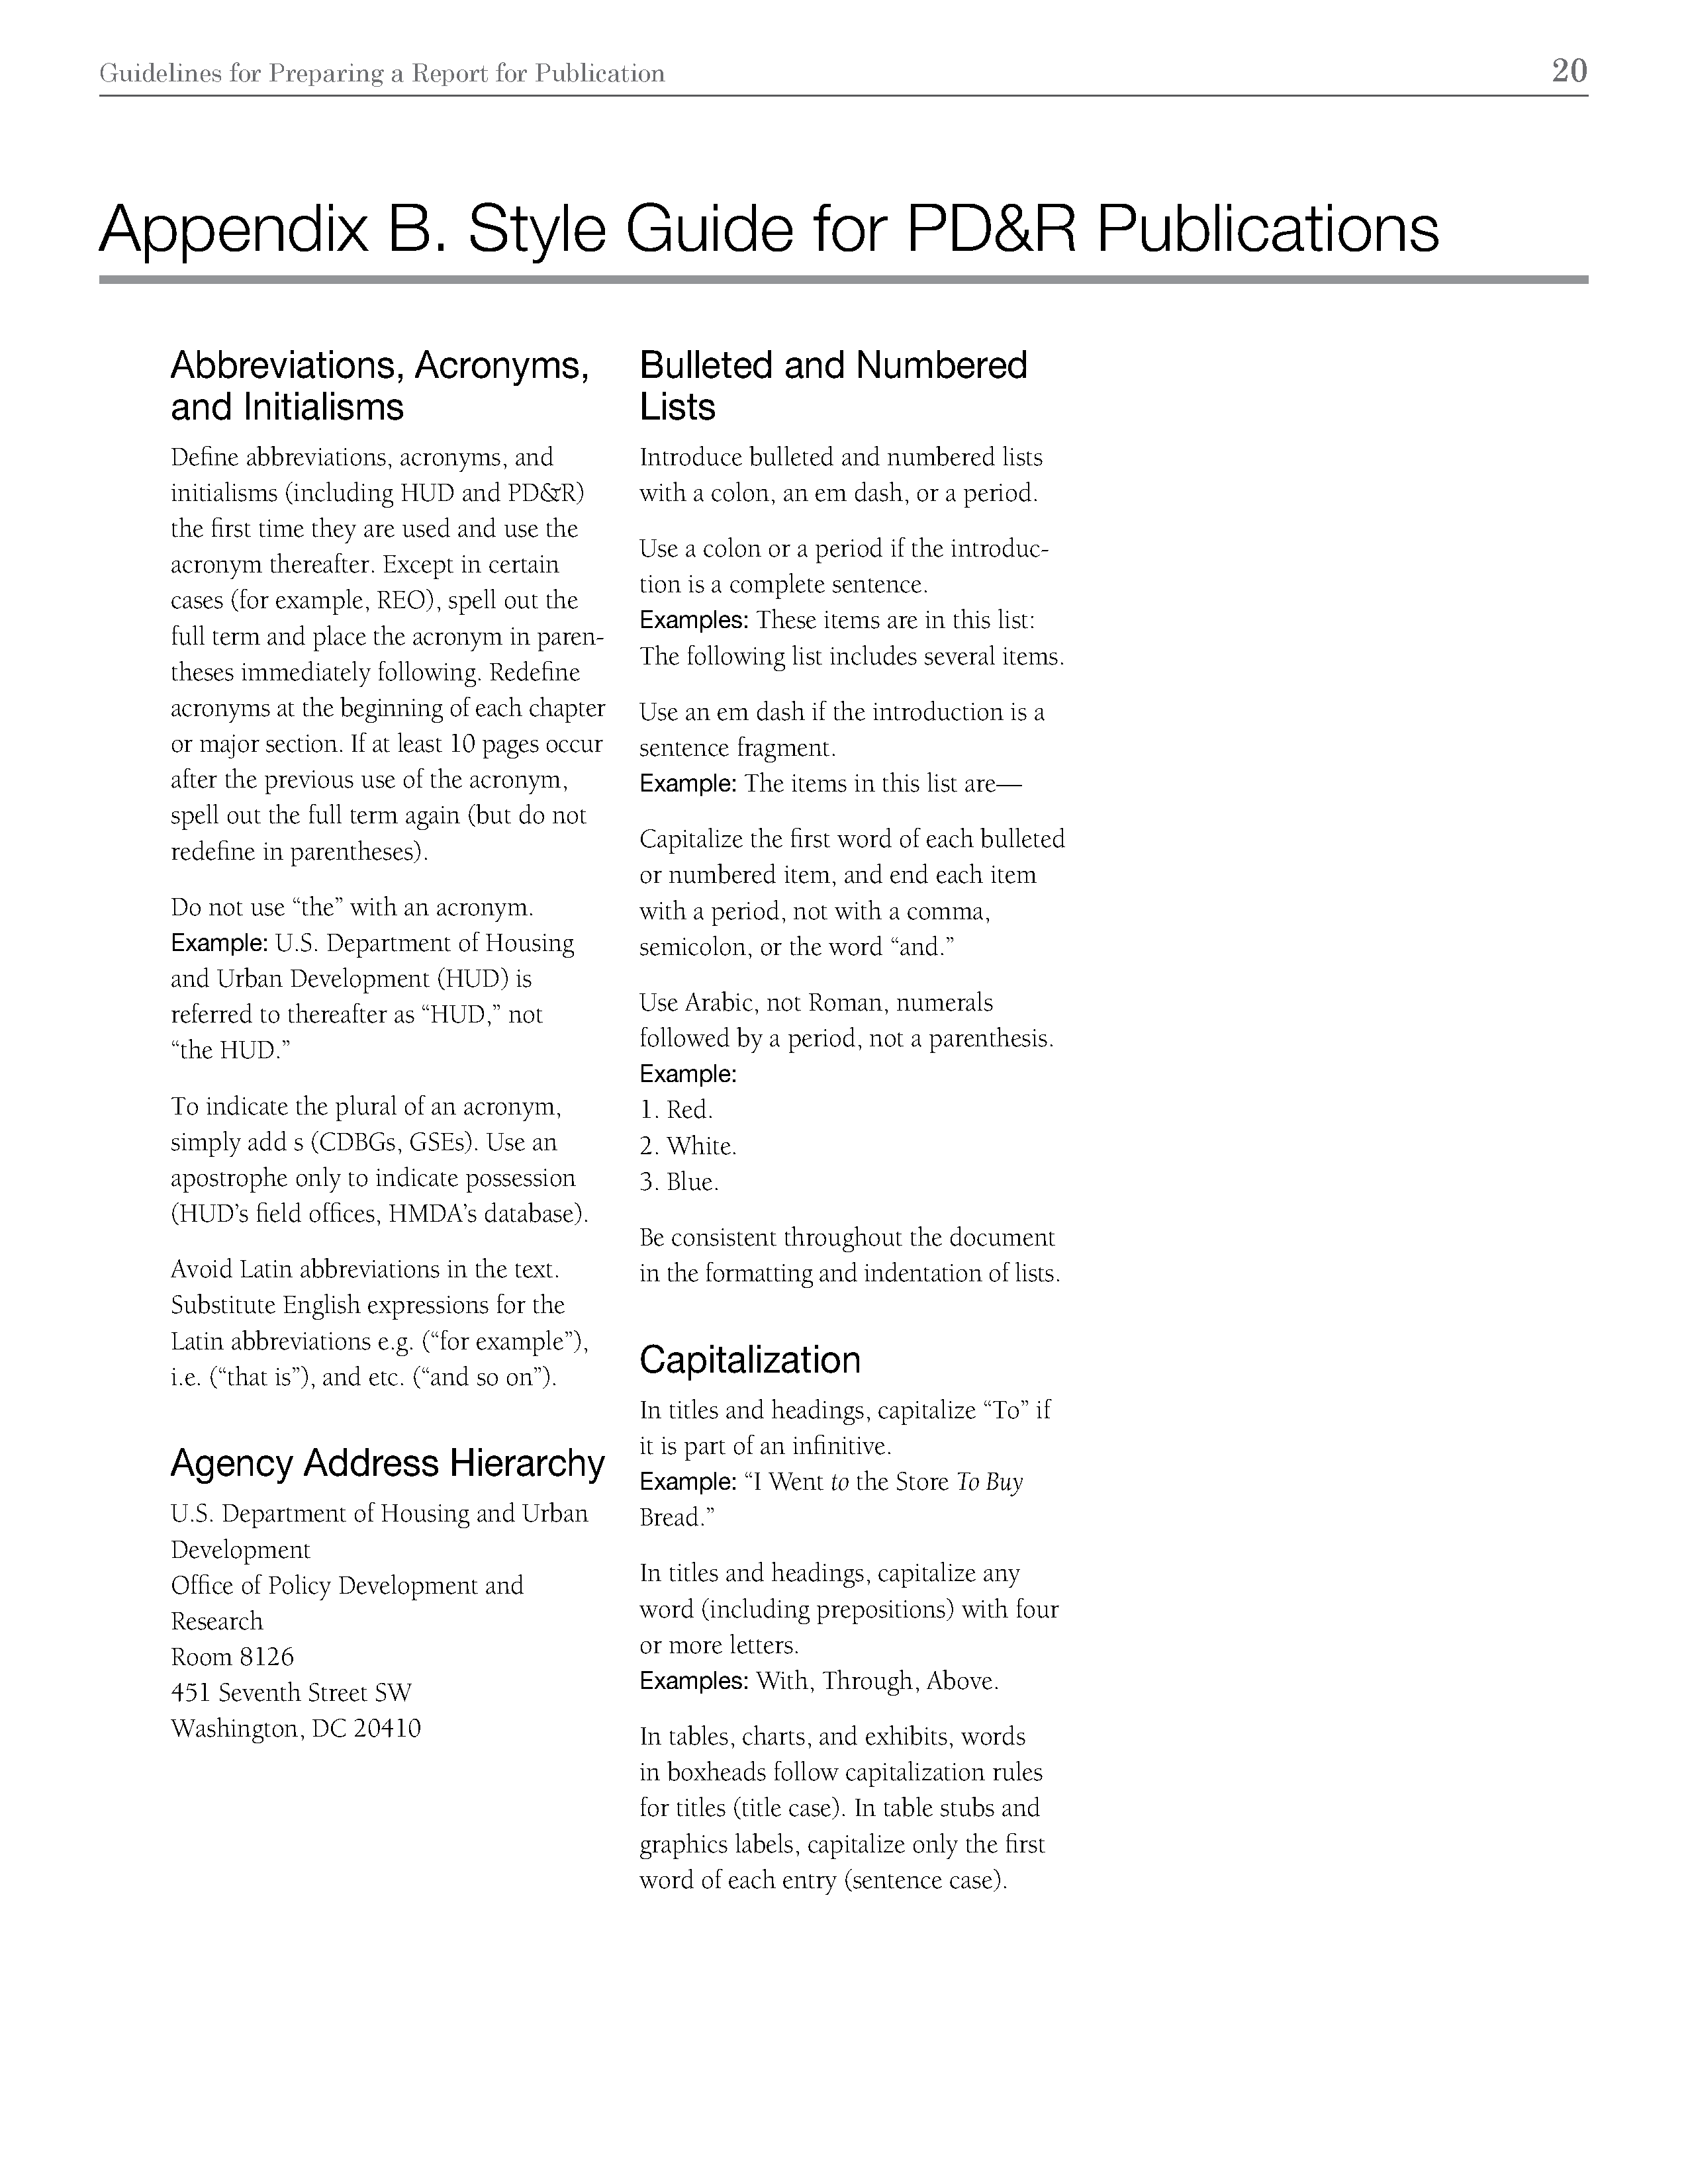 Guidelines for Preparing a Report for Publication
20
Appendix B. Style Guide for PD&R Publications
Abbreviations, Acronyms,
and Initialisms
Define abbreviations, acronyms, and
initialisms (including HUD and PD&R)
the first time they are used and use the
acronym thereafter. Except in certain
cases (for example, REO), spell out the
full term and place the acronym in paren-
theses immediately following. Redefine
acronyms at the beginning of each chapter
or major section. If at least 10 pages occur
after the previous use of the acronym,
spell out the full term again (but do not
redefine in parentheses).
Do not use “the” with an acronym.
Example: U.S. Department of Housing
and Urban Development (HUD) is
referred to thereafter as “HUD,” not
“the HUD.”
To indicate the plural of an acronym,
simply add s (CDBGs, GSEs). Use an
apostrophe only to indicate possession
(HUD’s field offices, HMDA’s database).
Avoid Latin abbreviations in the text.
Substitute English expressions for the
Latin abbreviations e.g. (“for example”),
i.e. (“that is”), and etc. (“and so on”).
Agency Address Hierarchy
U.S. Department of Housing and Urban
Development
Office of Policy Development and
Research
Room 8126
451 Seventh Street SW
Washington, DC 20410
Bulleted and Numbered
Lists
Introduce bulleted and numbered lists
with a colon, an em dash, or a period.
Use a colon or a period if the introduc-
tion is a complete sentence.
Examples: These items are in this list:
The following list includes several items.
Use an em dash if the introduction is a
sentence fragment.
Example: The items in this list are—
Capitalize the first word of each bulleted
or numbered item, and end each item
with a period, not with a comma,
semicolon, or the word “and.”
Use Arabic, not Roman, numerals
followed by a period, not a parenthesis.
Example:
1. Red.
2. White.
3. Blue.
Be consistent throughout the document
in the formatting and indentation of lists.
Capitalization
In titles and headings, capitalize “To” if
it is part of an infinitive.
Example: “I Went to the Store To Buy
Bread.”
In titles and headings, capitalize any
word (including prepositions) with four
or more letters.
Examples: With, Through, Above.
In tables, charts, and exhibits, words
in boxheads follow capitalization rules
for titles (title case). In table stubs and
graphics labels, capitalize only the first
word of each entry (sentence case).